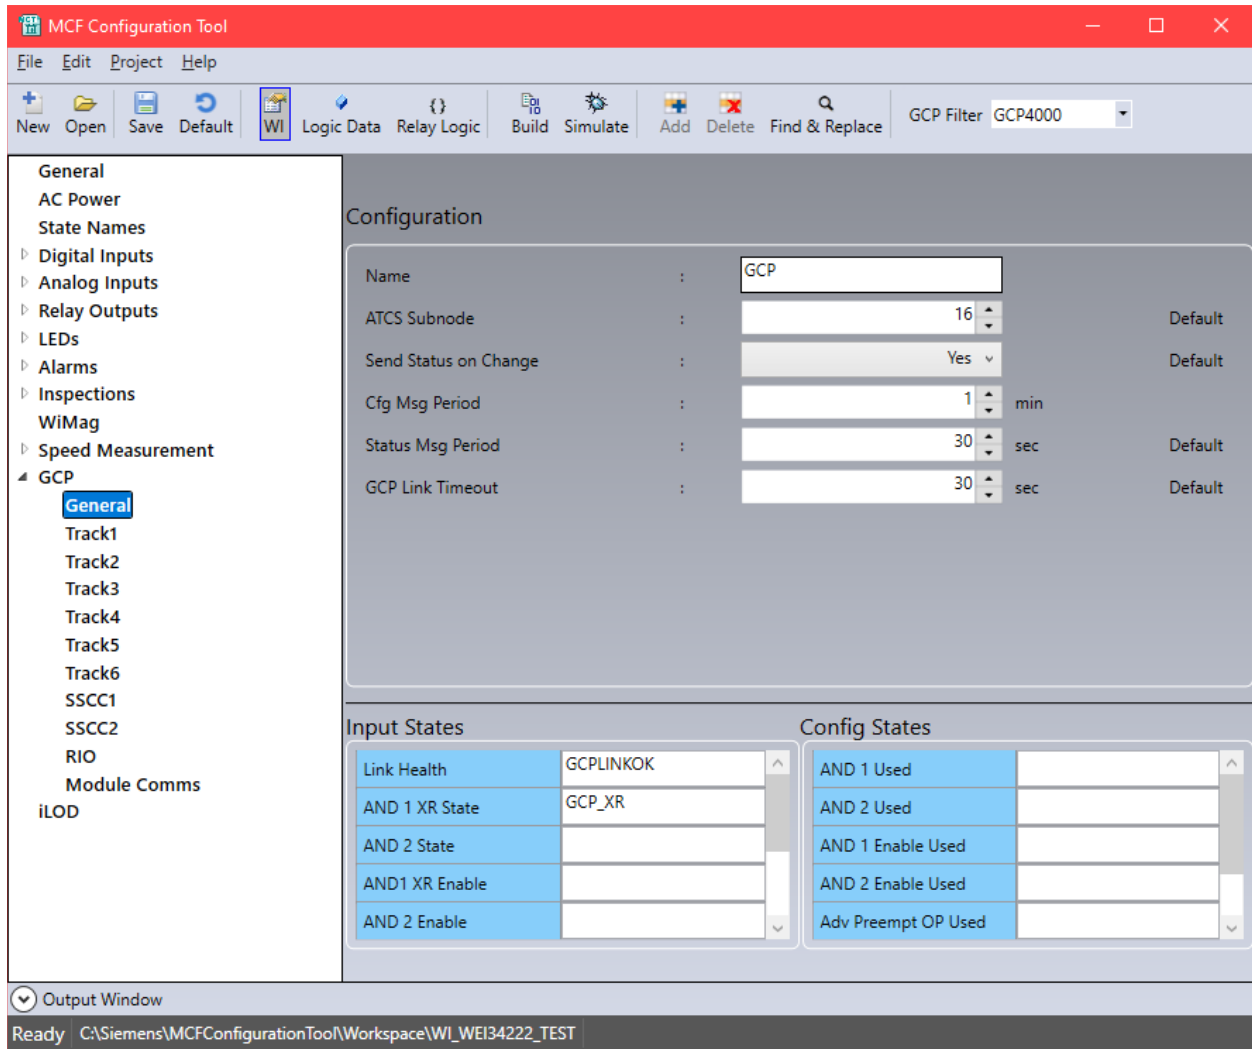 MCF Configuration Tool
File Edit Project Help
New Open Save Default WI Logic Data Relay Logic Build Simulate Add Delete Find & Replace GCP Filter GCP4000
General
AC Power
State Names
Digital Inputs
Analog Inputs
Relay Outputs
LEDs
Alarms
Inspections
WiMag
Speed Measurement
GCP
General
Track1
Track2
Track3
Track4
Track5
Track6
SSCC1
SSCC2
RIO
Module Comms
iLOD
Configuration
Name : GCP
ATCS Subnode : 16 Default
Send Status on Change : Yes Default
Cfg Msg Period : 1 min
Status Msg Period : 30 sec Default
GCP Link Timeout : 30 sec Default
Input States
Link Health GCPLINKOK
AND 1 XR State GCP_XR
AND 2 State
AND1 XR Enable
AND 2 Enable
Config States
AND 1 Used
AND 2 Used
AND 1 Enable Used
AND 2 Enable Used
Adv Preempt OP Used
Output Window
Ready C:\Siemens\MCFConfigurationTool\Workspace\WI_WEI34222_TEST